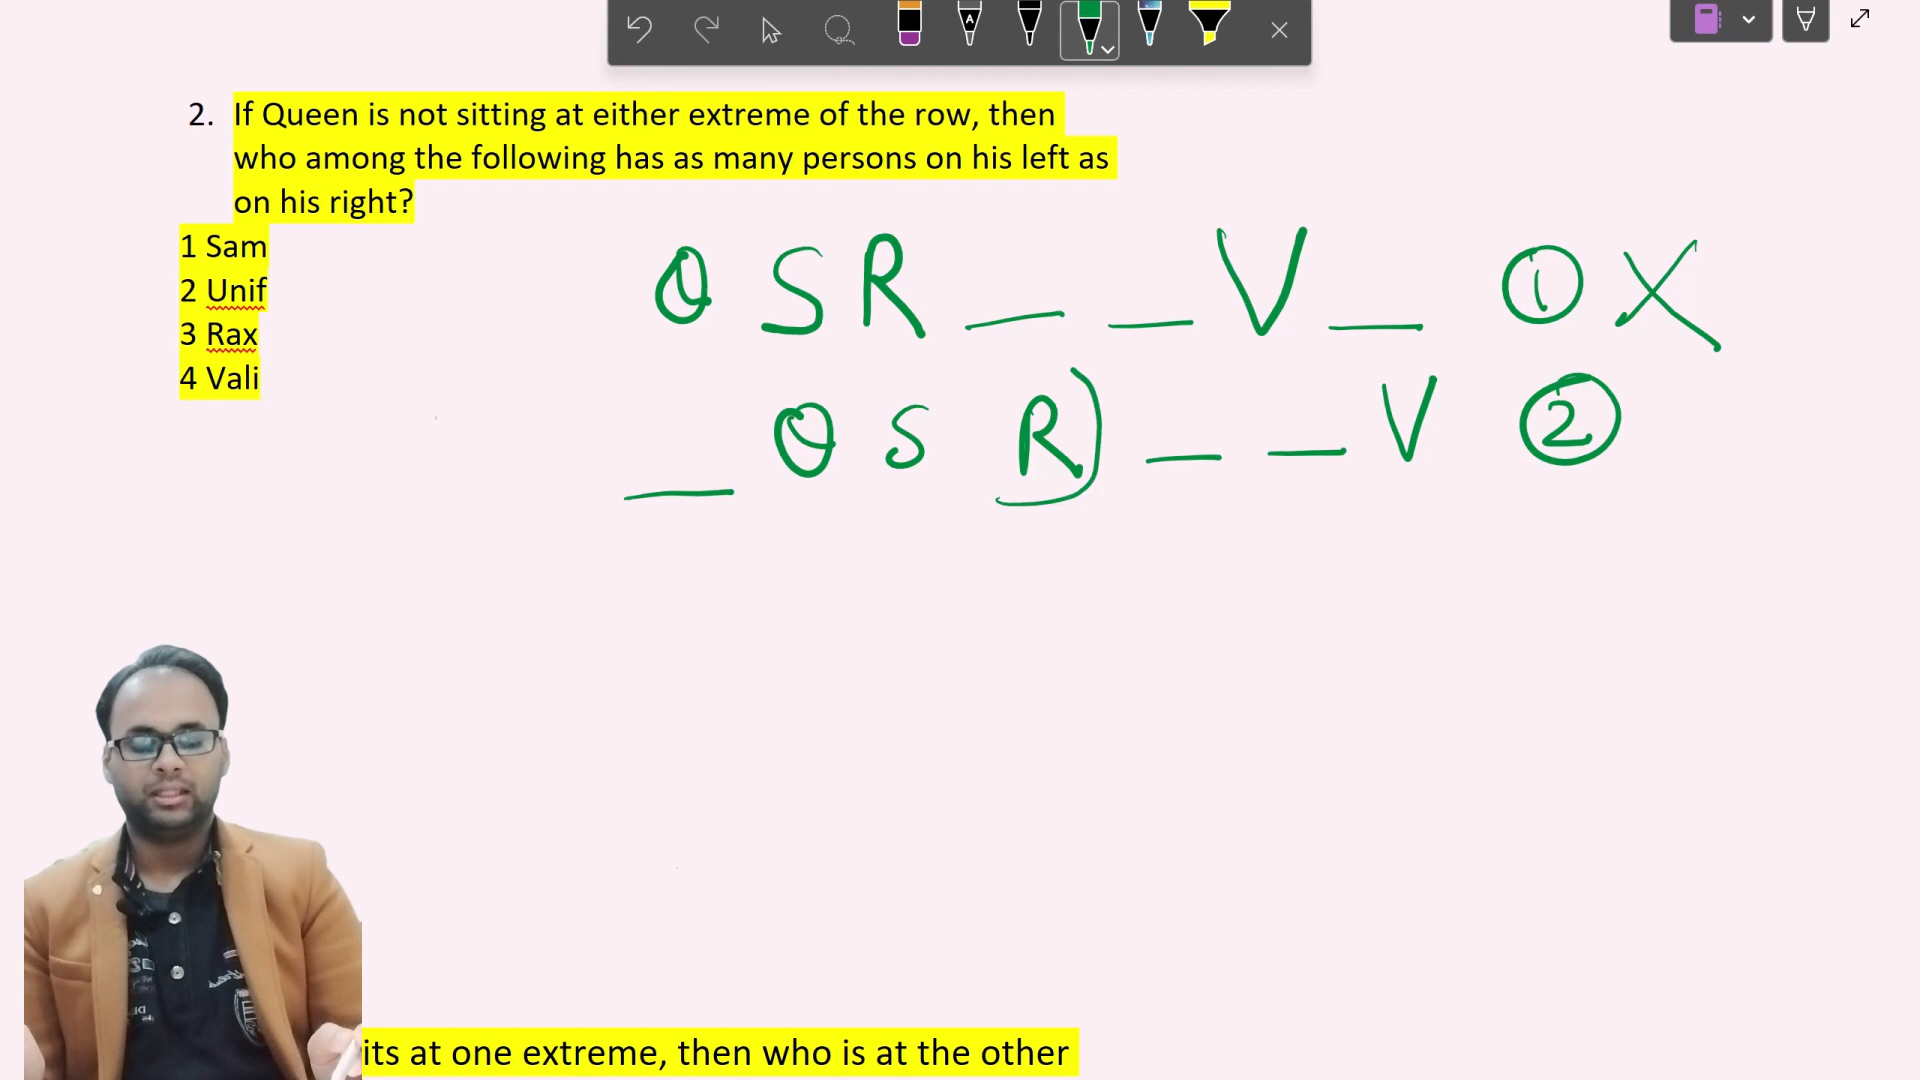 2. If Queen is not sitting at either extreme of the row, then
who among the following has as many persons on his left as
on his right?
1 Sam
2 Unif
3 Rax
4 Vali
Q S R _ _ V _ ① X
_ Q S R) _ _ V ②
its at one extreme, then who is at the other